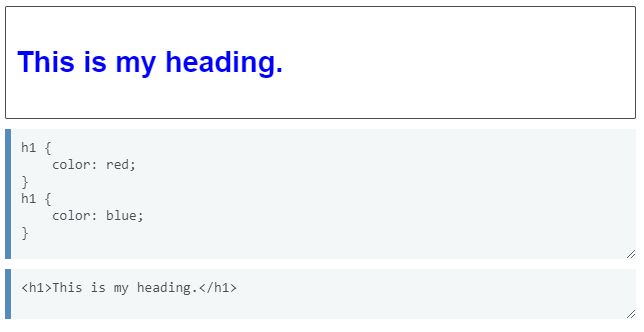 This is my heading.
h1 {
    color: red;
}
h1 {
    color: blue;
}
<h1>This is my heading.</h1>